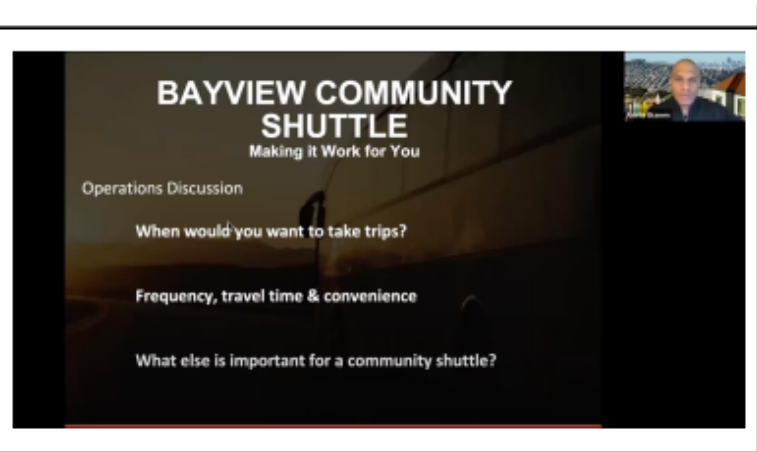 BAYVIEW COMMUNITY
SHUTTLE
Making it Work for You
Operations Discussion
When would you want to take trips?
Frequency, travel time & convenience
What else is important for a community shuttle?